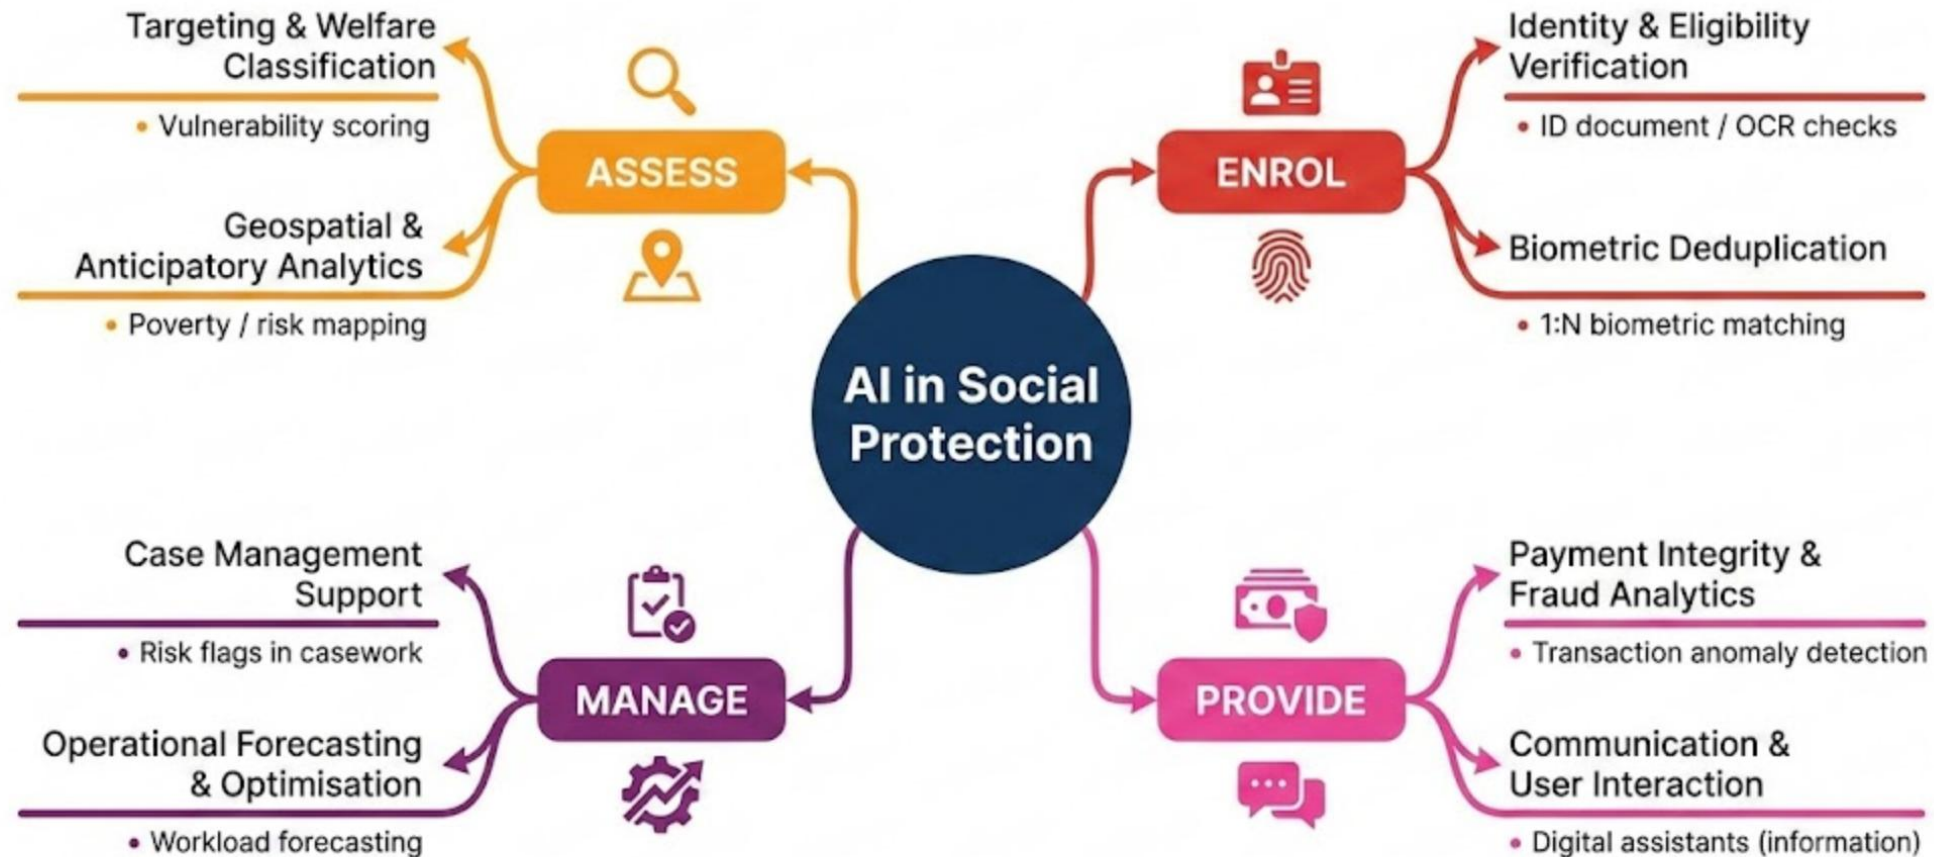 Targeting & Welfare
Classification
• Vulnerability scoring
Geospatial &
Anticipatory Analytics
• Poverty / risk mapping
ASSESS
Identity & Eligibility
Verification
• ID document / OCR checks
Biometric Deduplication
• 1:N biometric matching
ENROL
AI in Social
Protection
Case Management
Support
• Risk flags in casework
Operational Forecasting
& Optimisation
• Workload forecasting
MANAGE
Payment Integrity &
Fraud Analytics
• Transaction anomaly detection
Communication &
User Interaction
• Digital assistants (information)
PROVIDE